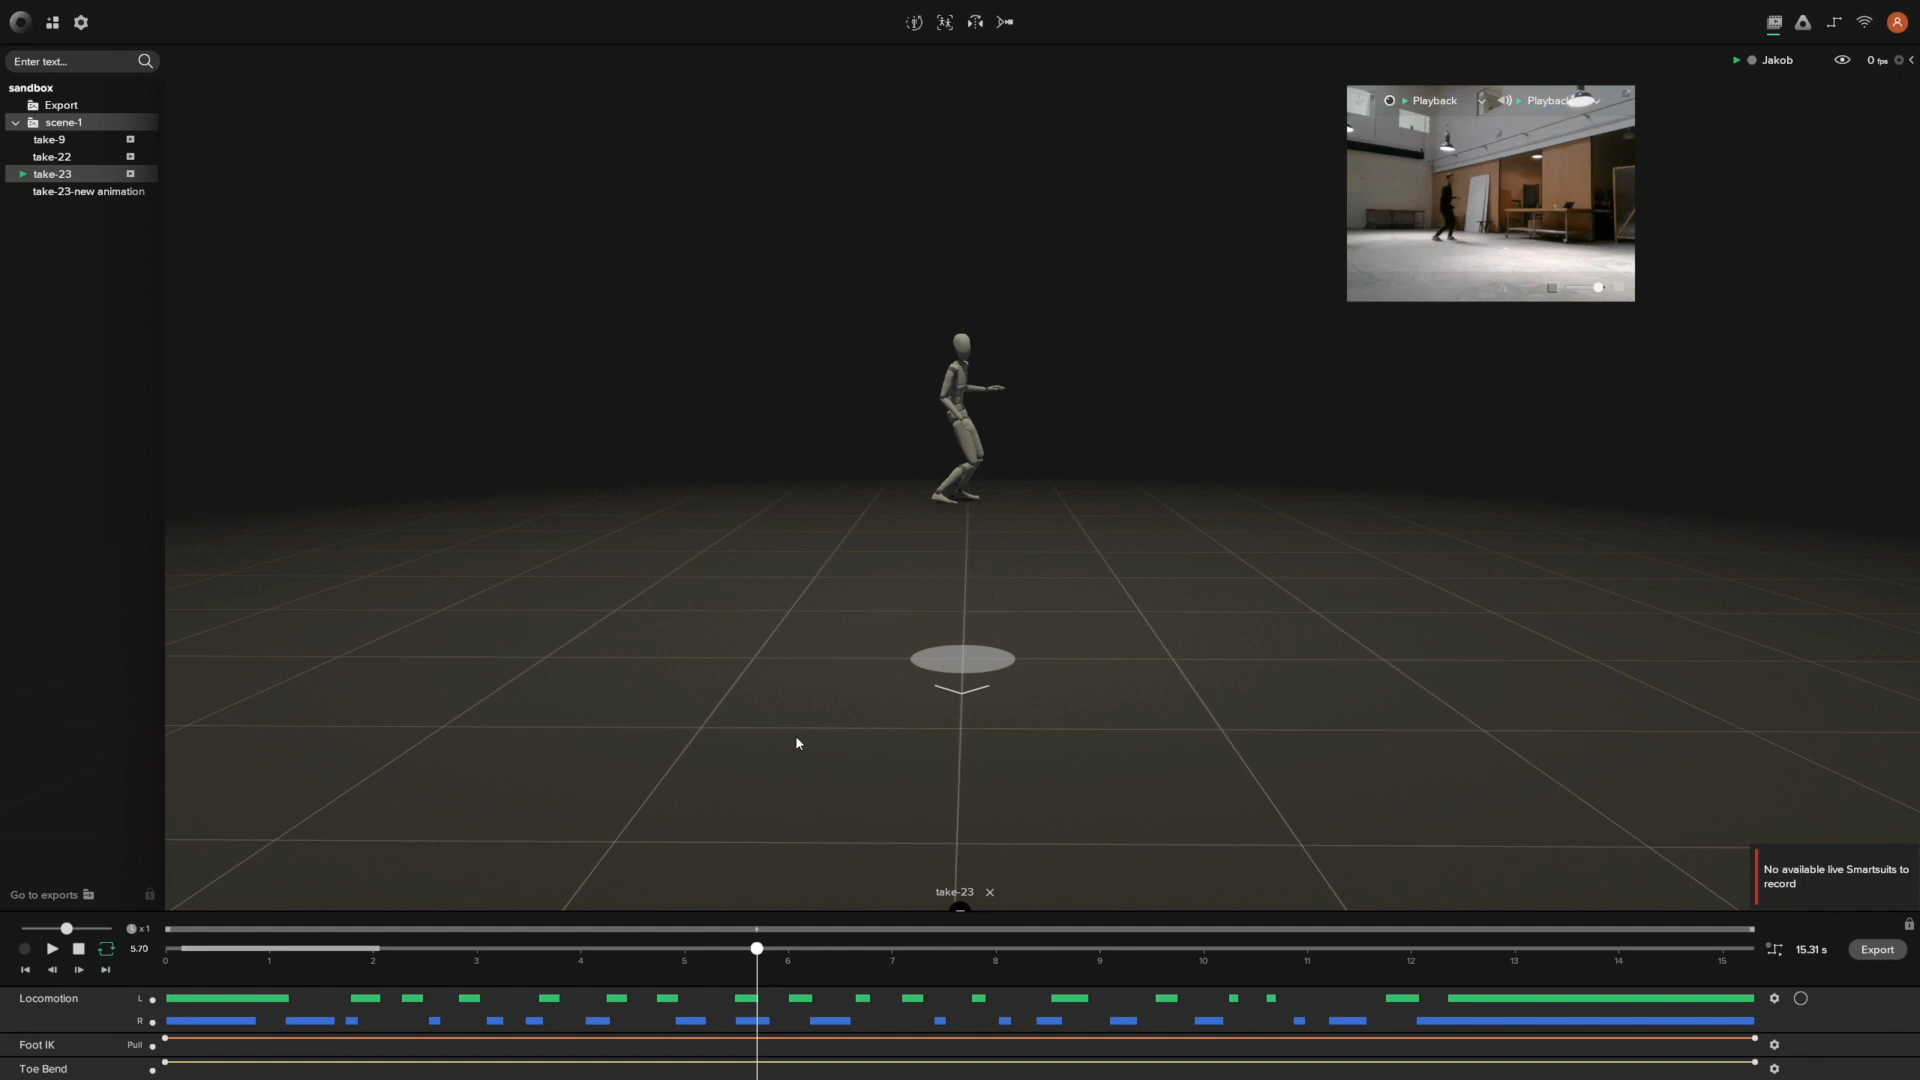 Enter text...
Jakob
0 fps
sandbox
Export
scene-1
take-9
take-22
take-23
take-23-new animation
Playback
Playback
No available live Smartsuits to
record
Go to exports
take-23
x 1
5.70
0 1 2 3 4 5 6 7 8 9 10 11 12 13 14 15
15.31 s
Export
Locomotion L
R
Foot IK Pull
Toe Bend